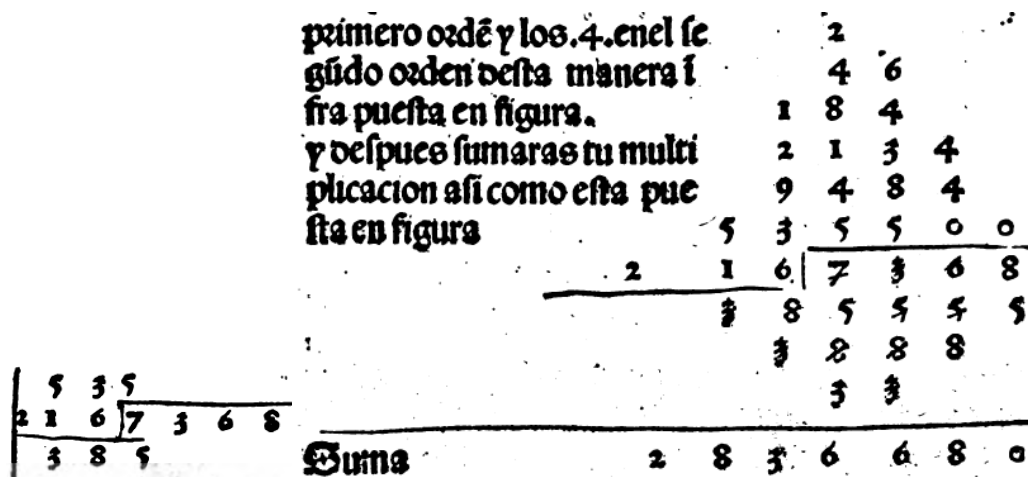 5 3 5
2 1 6 7 3 6 8
3 8 5
primero ordē y los.4.enel ſe
gūdo orden deſta manera ī
fra pueſta en figura.
y deſpues ſumaras tu multi
plicacion aſi como eſta pue
ſta en figura
2
4 6
1 8 4
2 1 3 4
9 4 8 4
5 3 5 5 0 0
2 1 6 7 3 6 8
3 8 5 5 5 5
3 8 8 8
3 3
Suma 2 8 3 6 6 8 0